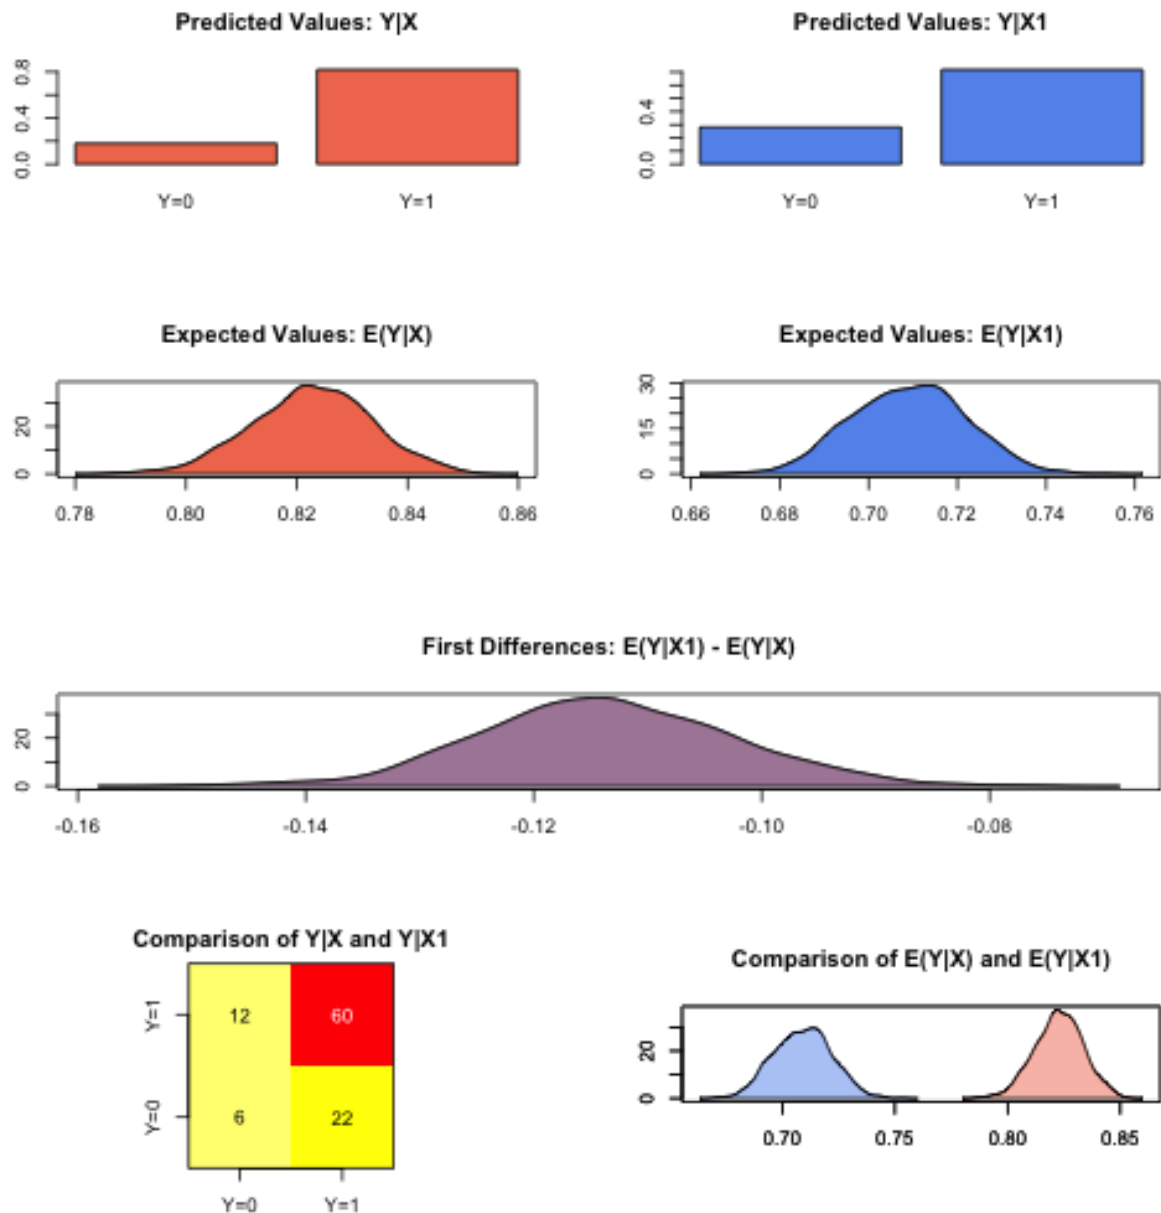 Predicted Values: Y|X
0.0 0.4 0.8
Y=0 Y=1
Predicted Values: Y|X1
0.0 0.4
Y=0 Y=1
Expected Values: E(Y|X)
0 20
0.78 0.80 0.82 0.84 0.86
Expected Values: E(Y|X1)
0 15 30
0.66 0.68 0.70 0.72 0.74 0.76
First Differences: E(Y|X1) - E(Y|X)
0 20
-0.16 -0.14 -0.12 -0.10 -0.08
Comparison of Y|X and Y|X1
Y=1 12 60
Y=0 6 22
Y=0 Y=1
Comparison of E(Y|X) and E(Y|X1)
0 20
0.70 0.75 0.80 0.85